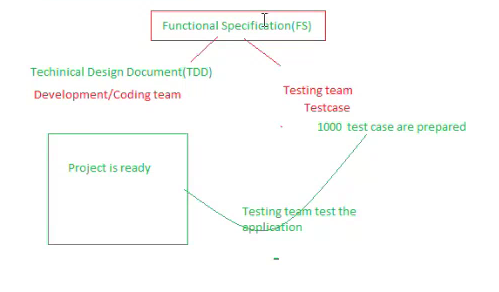 Functional Specification(FS)
Techinical Design Document(TDD)
Development/Coding team
Testing team
Testcase
1000 test case are prepared
Project is ready
Testing team test the
application